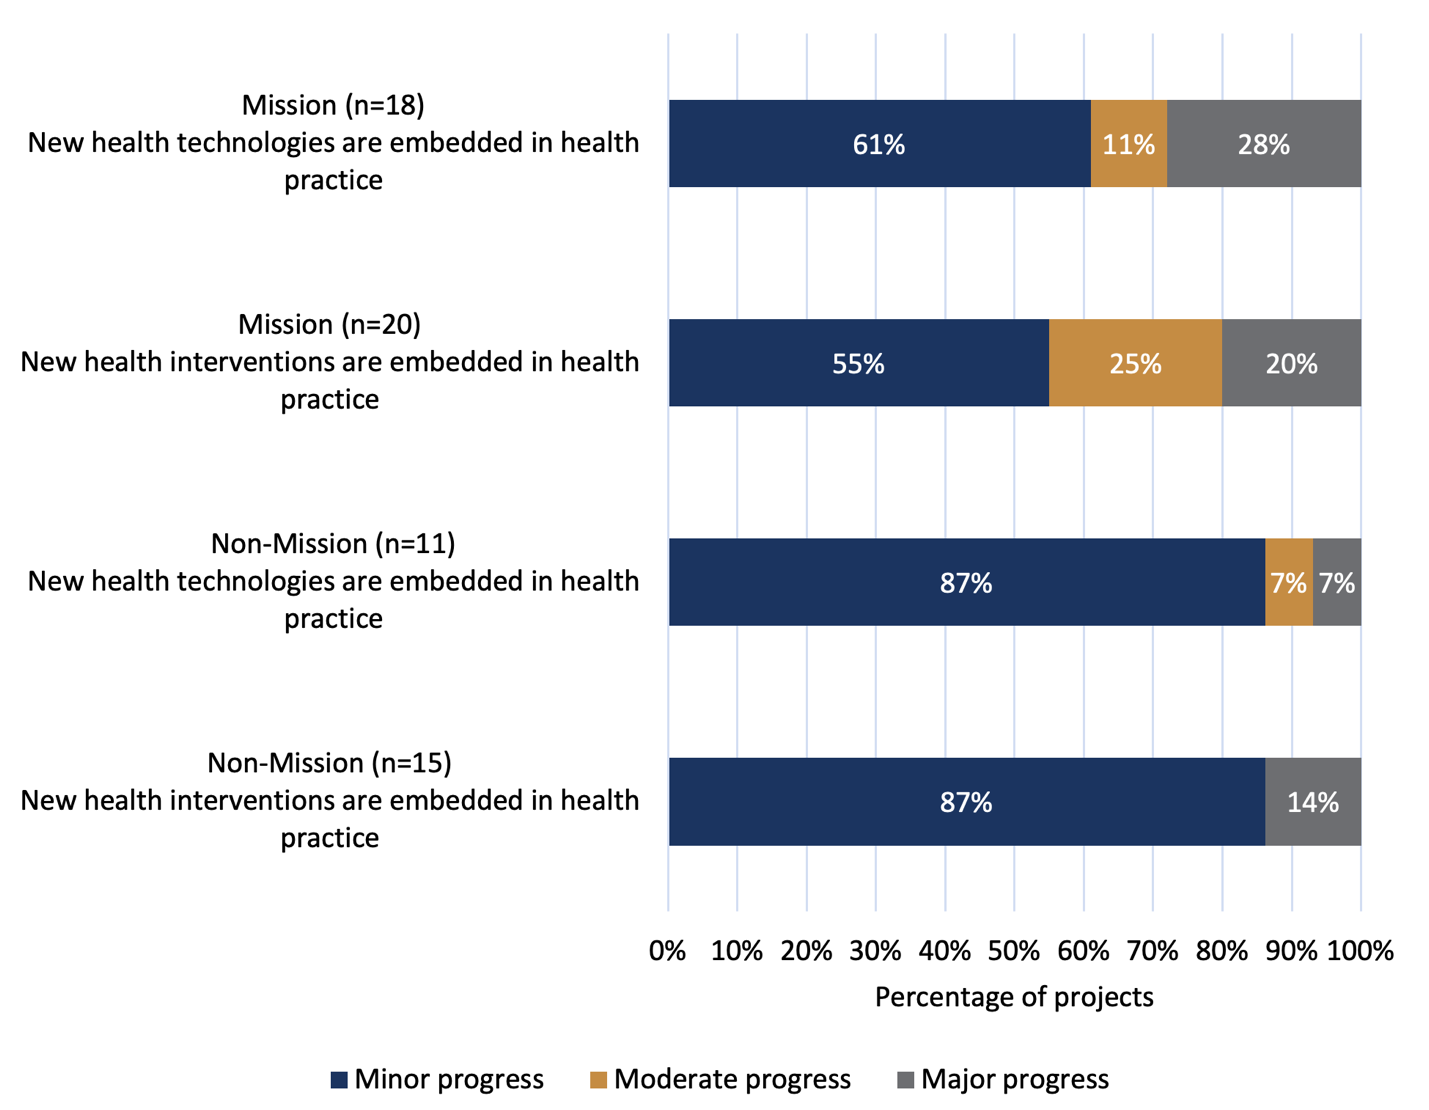 Mission (n=18)
New health technologies are embedded in health
practice
61%
11%
28%
Mission (n=20)
New health interventions are embedded in health
practice
55%
25%
20%
Non-Mission (n=11)
New health technologies are embedded in health
practice
87%
7%
7%
Non-Mission (n=15)
New health interventions are embedded in health
practice
87%
14%
0% 10% 20% 30% 40% 50% 60% 70% 80% 90% 100%
Percentage of projects
Minor progress Moderate progress Major progress